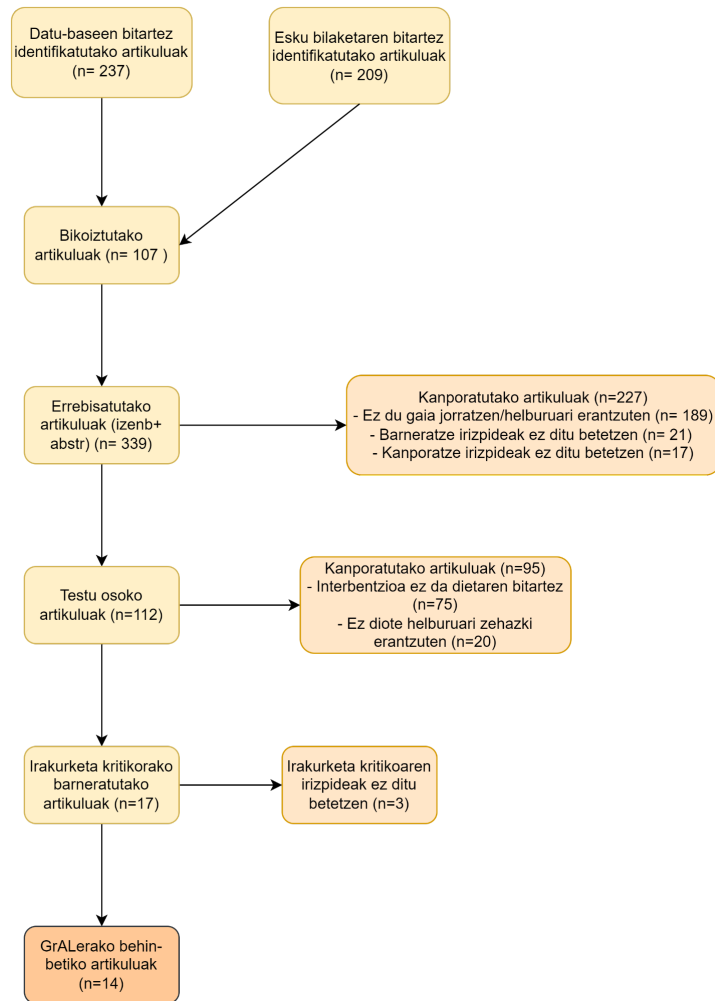 Datu-baseen bitartez
identifikatutako artikuluak
(n= 237)
Esku bilaketaren bitartez
identifikatutako artikuluak
(n= 209)
Bikoiztutako
artikuluak (n= 107 )
Errebisatutako
artikuluak (izenb+
abstr) (n= 339)
Kanporatutako artikuluak (n=227)
- Ez du gaia jorratzen/helburuari erantzuten (n= 189)
- Barneratze irizpideak ez ditu betetzen (n= 21)
- Kanporatze irizpideak ez ditu betetzen (n=17)
Testu osoko
artikuluak (n=112)
Kanporatutako artikuluak (n=95)
- Interbentzioa ez da dietaren bitartez
(n=75)
- Ez diote helburuari zehazki
erantzuten (n=20)
Irakurketa kritikorako
barneratutako
artikuluak (n=17)
Irakurketa kritikoaren
irizpideak ez ditu
betetzen (n=3)
GrALerako behin-
betiko artikuluak
(n=14)